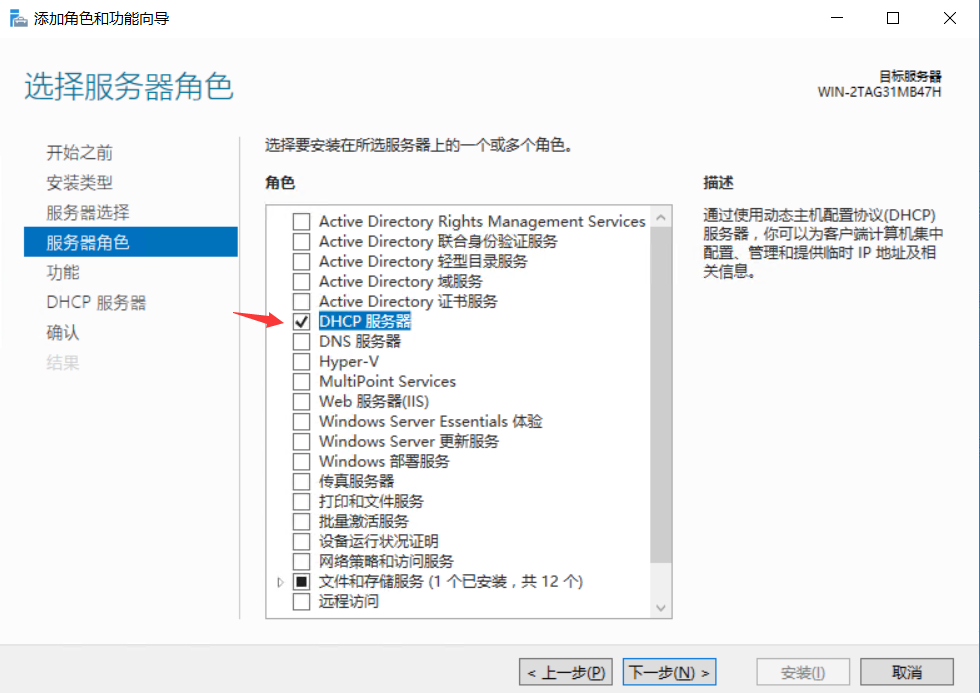 添加角色和功能向导
选择服务器角色
目标服务器
WIN-2TAG31MB47H
开始之前
安装类型
服务器选择
服务器角色
功能
DHCP 服务器
确认
结果
选择要安装在所选服务器上的一个或多个角色。
角色
Active Directory Rights Management Services
Active Directory 联合身份验证服务
Active Directory 轻型目录服务
Active Directory 域服务
Active Directory 证书服务
DHCP 服务器
DNS 服务器
Hyper-V
MultiPoint Services
Web 服务器(IIS)
Windows Server Essentials 体验
Windows Server 更新服务
Windows 部署服务
传真服务器
打印和文件服务
批量激活服务
设备运行状况证明
网络策略和访问服务
文件和存储服务 (1 个已安装，共 12 个)
远程访问
描述
通过使用动态主机配置协议(DHCP)
服务器，你可以为客户端计算机集中
配置、管理和提供临时 IP 地址及相
关信息。
< 上一步(P)
下一步(N) >
安装(I)
取消